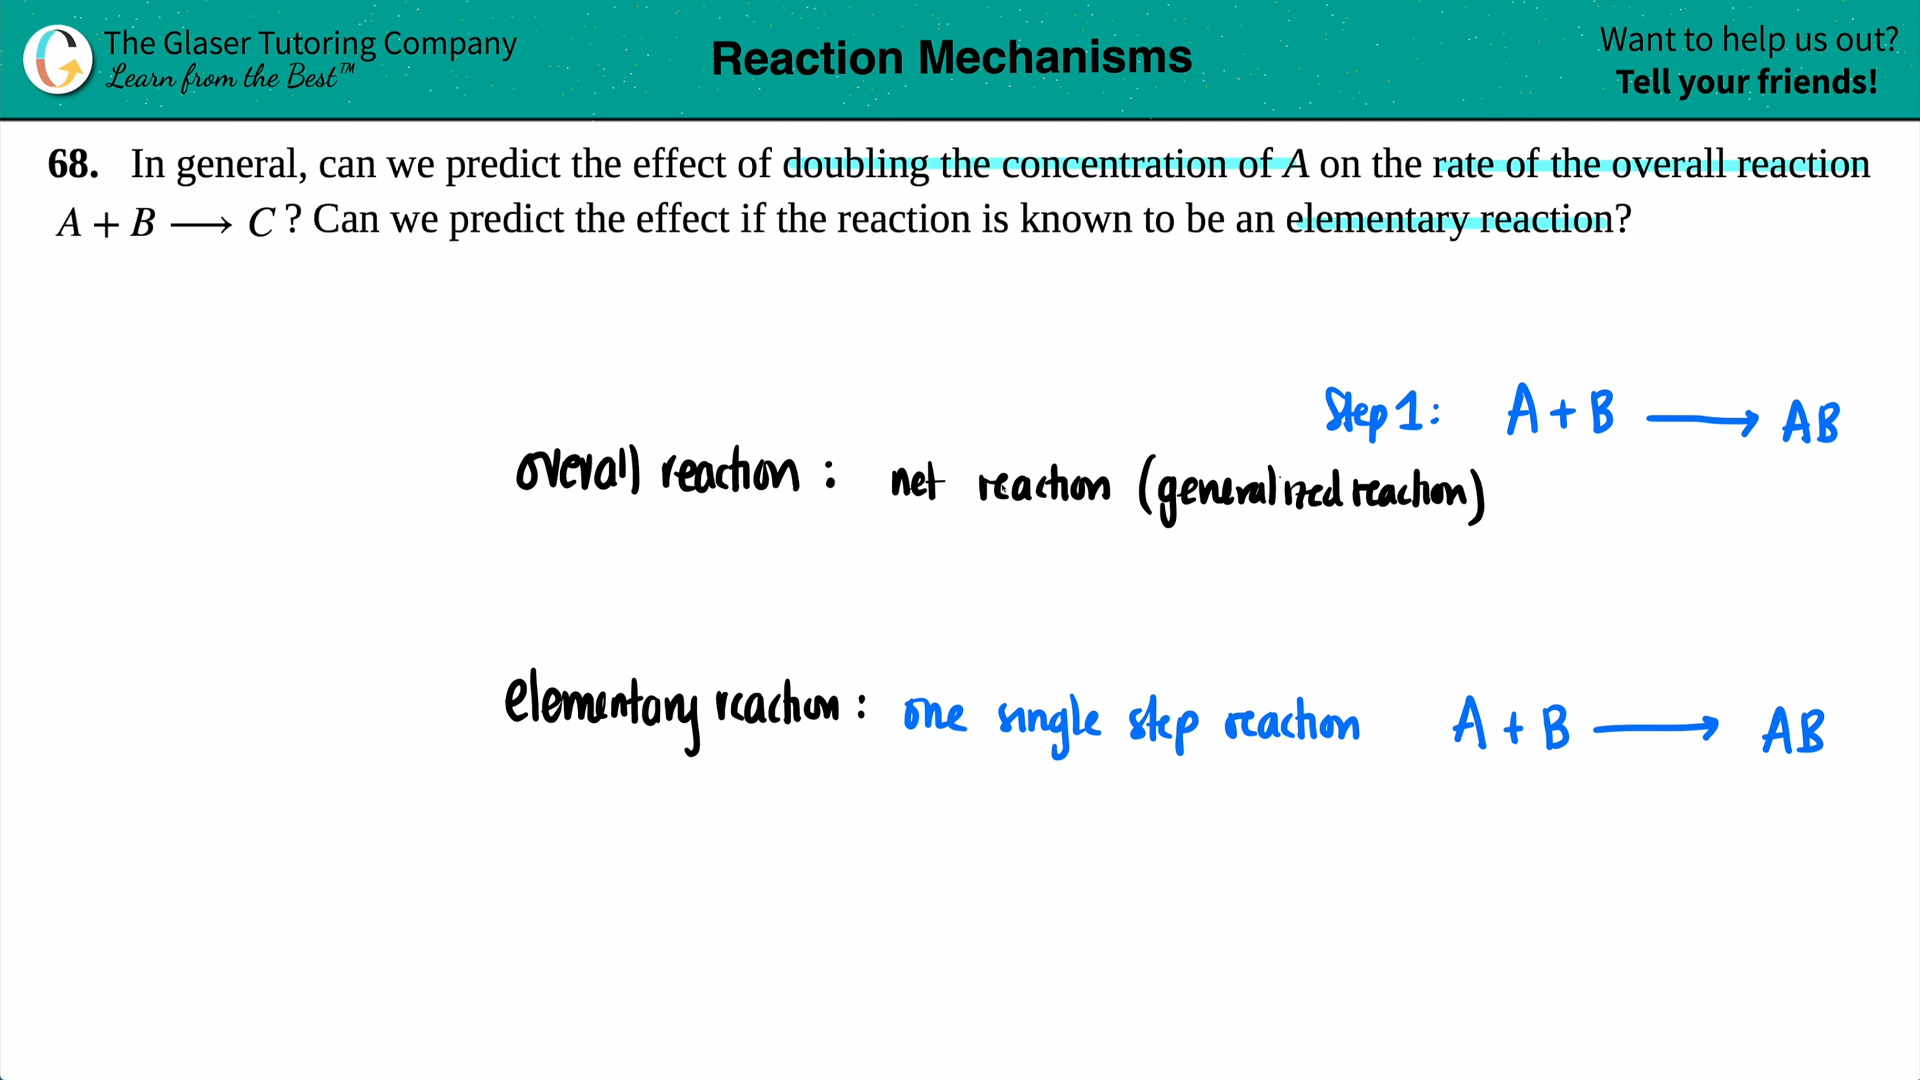 The Glaser Tutoring Company
Learn from the Best™
Reaction Mechanisms
Want to help us out?
Tell your friends!
68. In general, can we predict the effect of doubling the concentration of A on the rate of the overall reaction
A + B ⟶ C ? Can we predict the effect if the reaction is known to be an elementary reaction?
Step 1: A + B ⟶ AB
overall reaction : net reaction (generalized reaction)
elementary reaction : one single step reaction A + B ⟶ AB